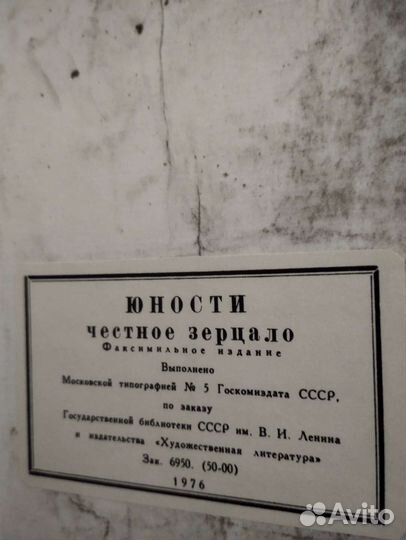 ЮНОСТИ
честное зерцало
Факсимильное издание
Выполнено
Московской типографией № 5 Госкомиздата СССР,
по заказу
Государственной библиотеки СССР им. В. И. Ленина
и издательства «Художественная литература»
Зак. 6950. (50-00)
1976
Avito